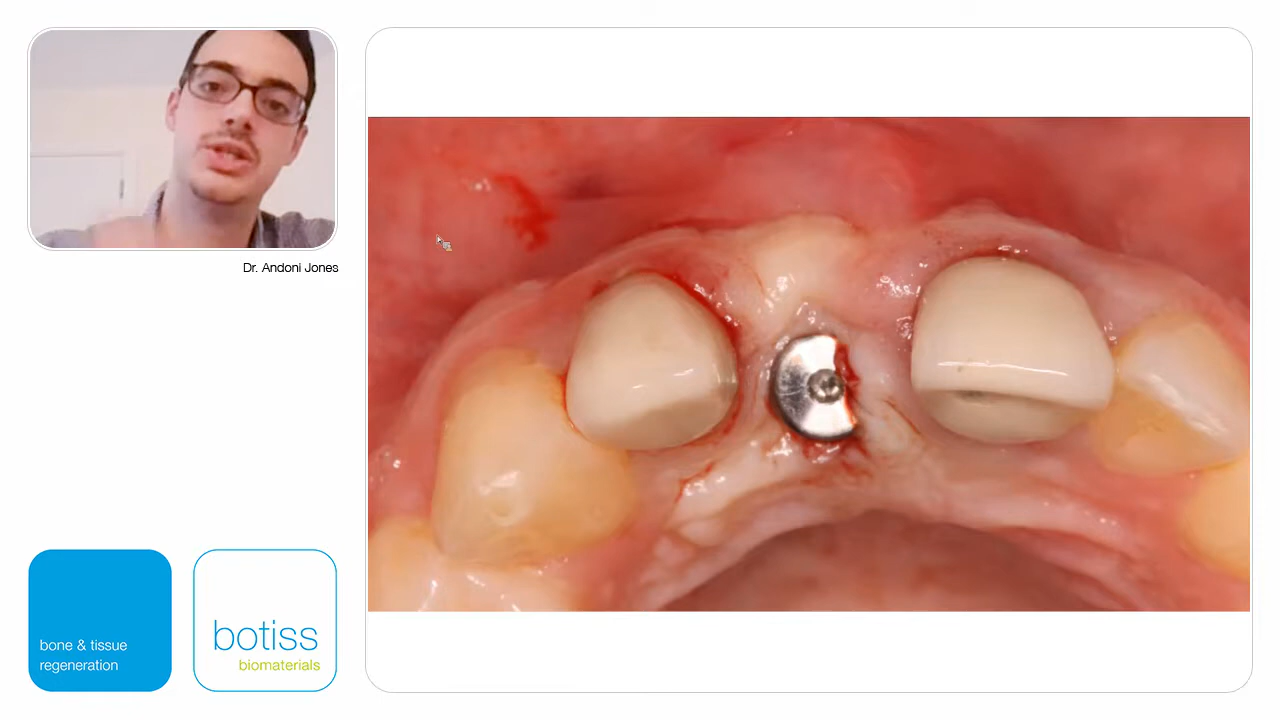 Dr. Andoni Jones
bone & tissue
regeneration
botiss
biomaterials